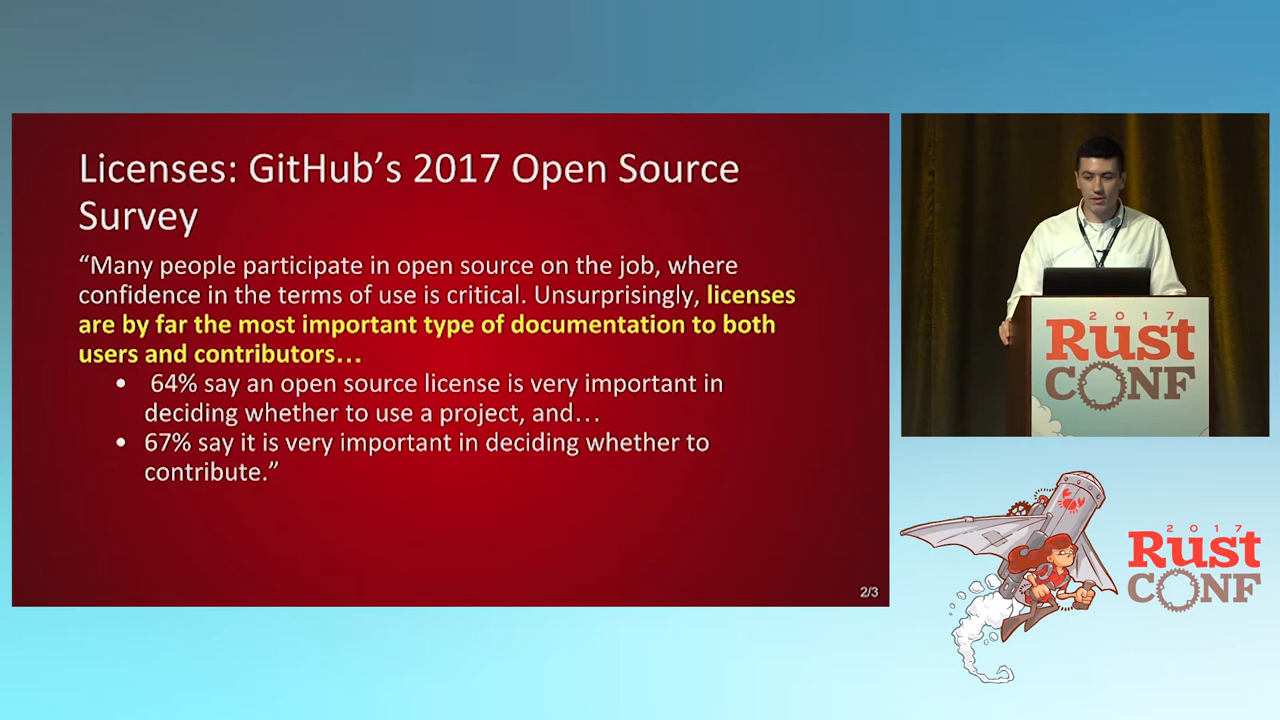 Licenses: GitHub’s 2017 Open Source
Survey
“Many people participate in open source on the job, where
confidence in the terms of use is critical. Unsurprisingly, licenses
are by far the most important type of documentation to both
users and contributors…
• 64% say an open source license is very important in
deciding whether to use a project, and…
• 67% say it is very important in deciding whether to
contribute.”
2/3
2017
Rust
CONF
2017
Rust
CONF